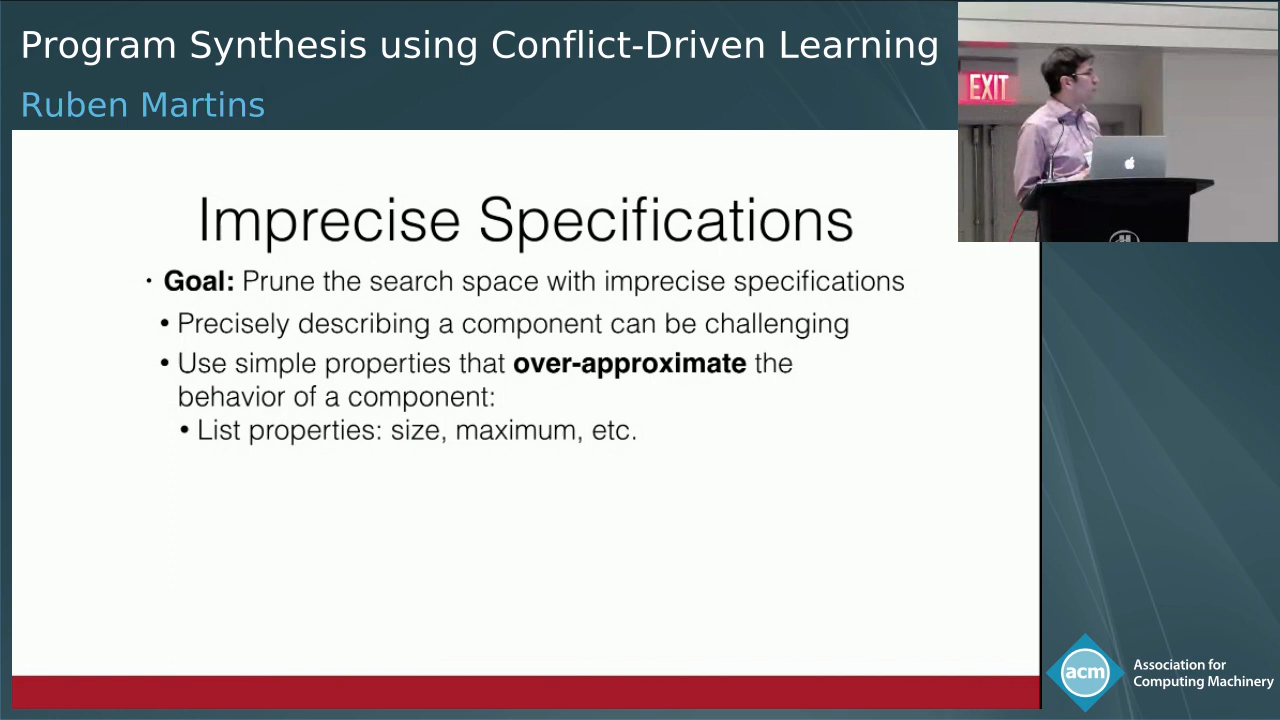 Program Synthesis using Conflict-Driven Learning
Ruben Martins
EXIT
Imprecise Specifications
• Goal: Prune the search space with imprecise specifications
• Precisely describing a component can be challenging
• Use simple properties that over-approximate the
behavior of a component:
• List properties: size, maximum, etc.
acm
Association for
Computing Machinery